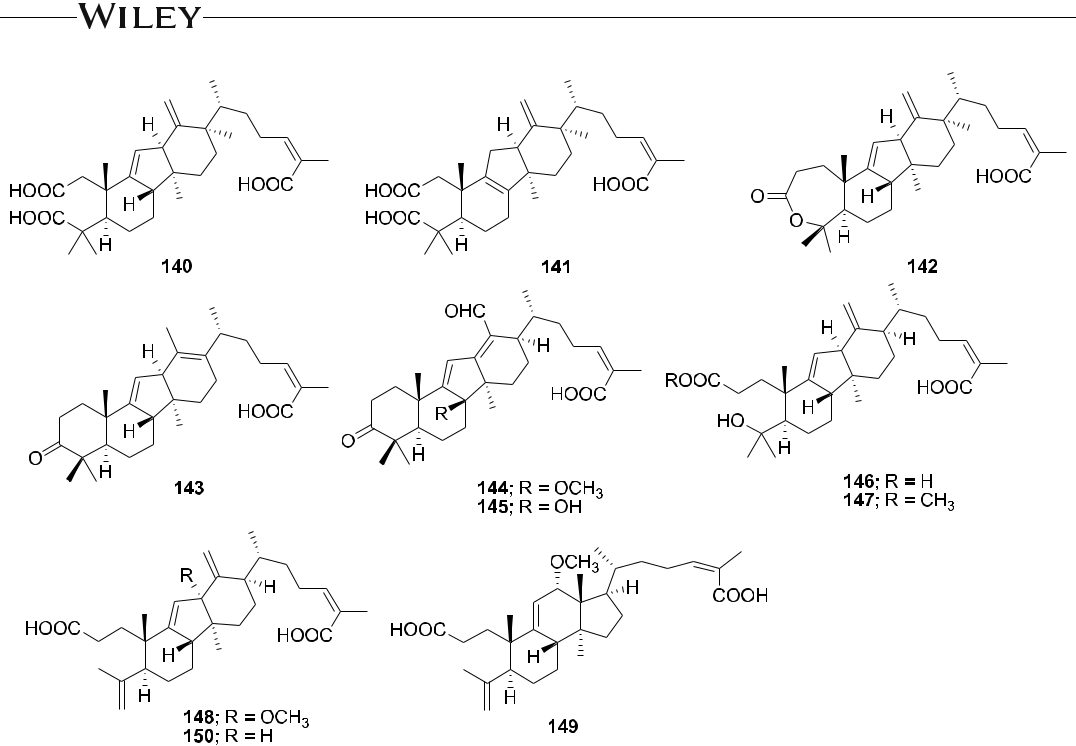 WILEY
H
HOOC
HOOC
H
H
HOOC
140
H
HOOC
HOOC
H
HOOC
141
H
O
O
H
H
HOOC
142
H
O
H
H
HOOC
143
OHC
H
R
O
H
HOOC
144; R = OCH₃
145; R = OH
H
H
ROOC
HO
H
H
HOOC
146; R = H
147; R = CH₃
R
H
HOOC
H
H
HOOC
148; R = OCH₃
150; R = H
OCH₃
H
COOH
HOOC
H
H
149